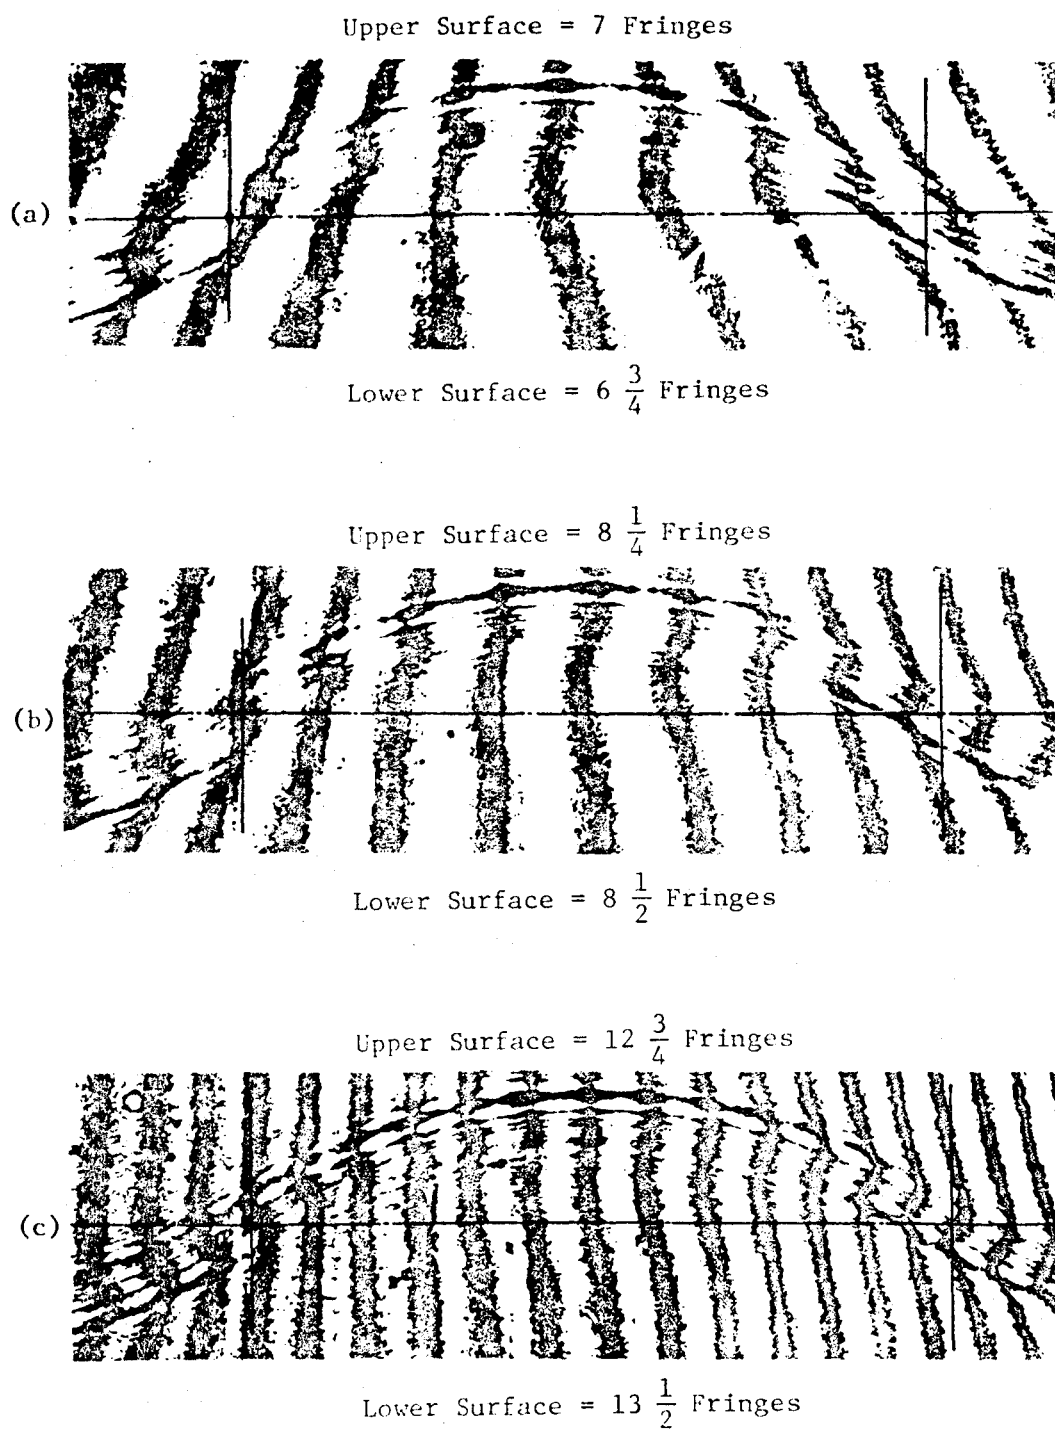 Upper Surface = 7 Fringes
(a)
Lower Surface = 6 3/4 Fringes
Upper Surface = 8 1/4 Fringes
(b)
Lower Surface = 8 1/2 Fringes
Upper Surface = 12 3/4 Fringes
(c)
Lower Surface = 13 1/2 Fringes